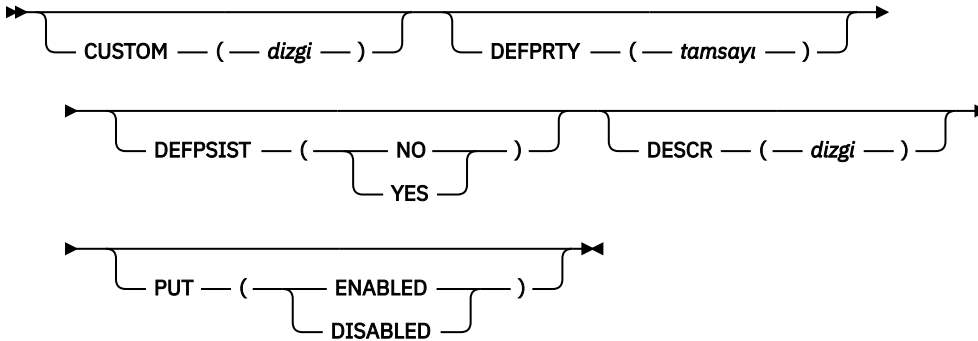 CUSTOM ( dizgi ) DEFPRTY ( tamsayı )
DEFPSIST ( NO ) DESCR ( dizgi )
YES
PUT ( ENABLED )
DISABLED